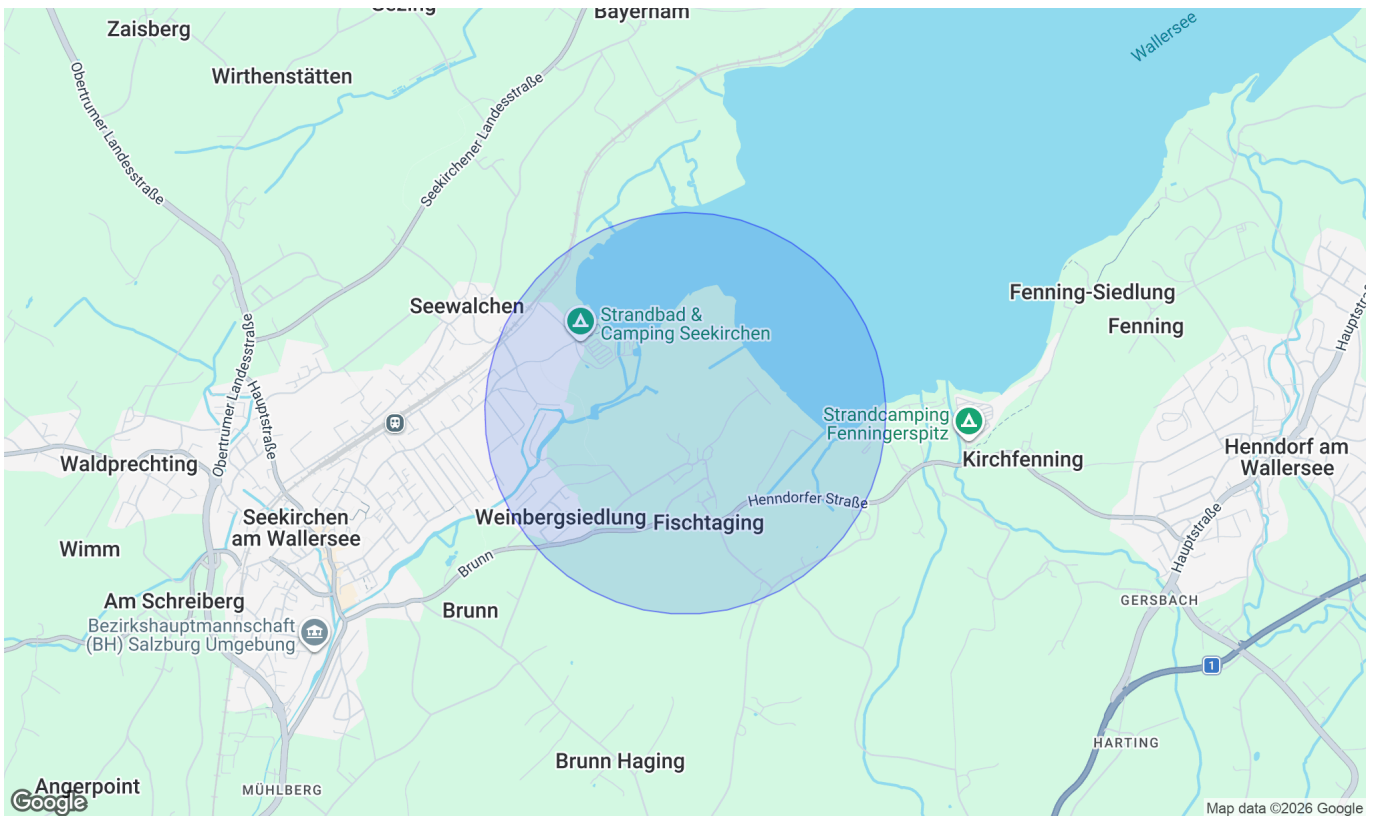 Bayerham
Zaisberg
Wallersee
Wirthenstätten
Obertrumer Landesstraße
Seekirchener Landesstraße
Seewalchen
Strandbad &
Camping Seekirchen
Fenning-Siedlung
Fenning
Hauptstraße
Obertrumer Landesstraße
Hauptstraße
Strandcamping
Fenningerspitz
Kirchfenning
Henndorf am
Wallersee
Waldprechting
Henndorfer Straße
Seekirchen
am Wallersee
Weinbergsiedlung
Fischtaging
Hauptstraße
Wimm
Brunn
Am Schreiberg
Brunn
GERSBACH
Bezirkshauptmannschaft
(BH) Salzburg Umgebung
1
HARTING
Brunn Haging
Angerpoint
MÜHLBERG
Google
Map data ©2026 Google